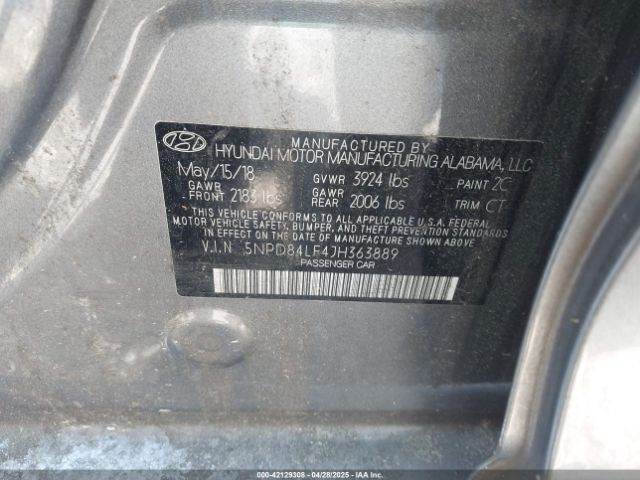 MANUFACTURED BY
HYUNDAI MOTOR MANUFACTURING ALABAMA, LLC
May/15/18 GVWR 3924 lbs PAINT 2C
GAWR FRONT 2183 lbs GAWR REAR 2006 lbs TRIM CT
THIS VEHICLE CONFORMS TO ALL APPLICABLE U.S.A. FEDERAL
MOTOR VEHICLE SAFETY, BUMPER, AND THEFT PREVENTION STANDARDS
IN EFFECT ON THE DATE OF MANUFACTURE SHOWN ABOVE
V.I.N 5NPD84LF4JH363889
PASSENGER CAR
000-42129308 04/28/2025 IAAI.COM